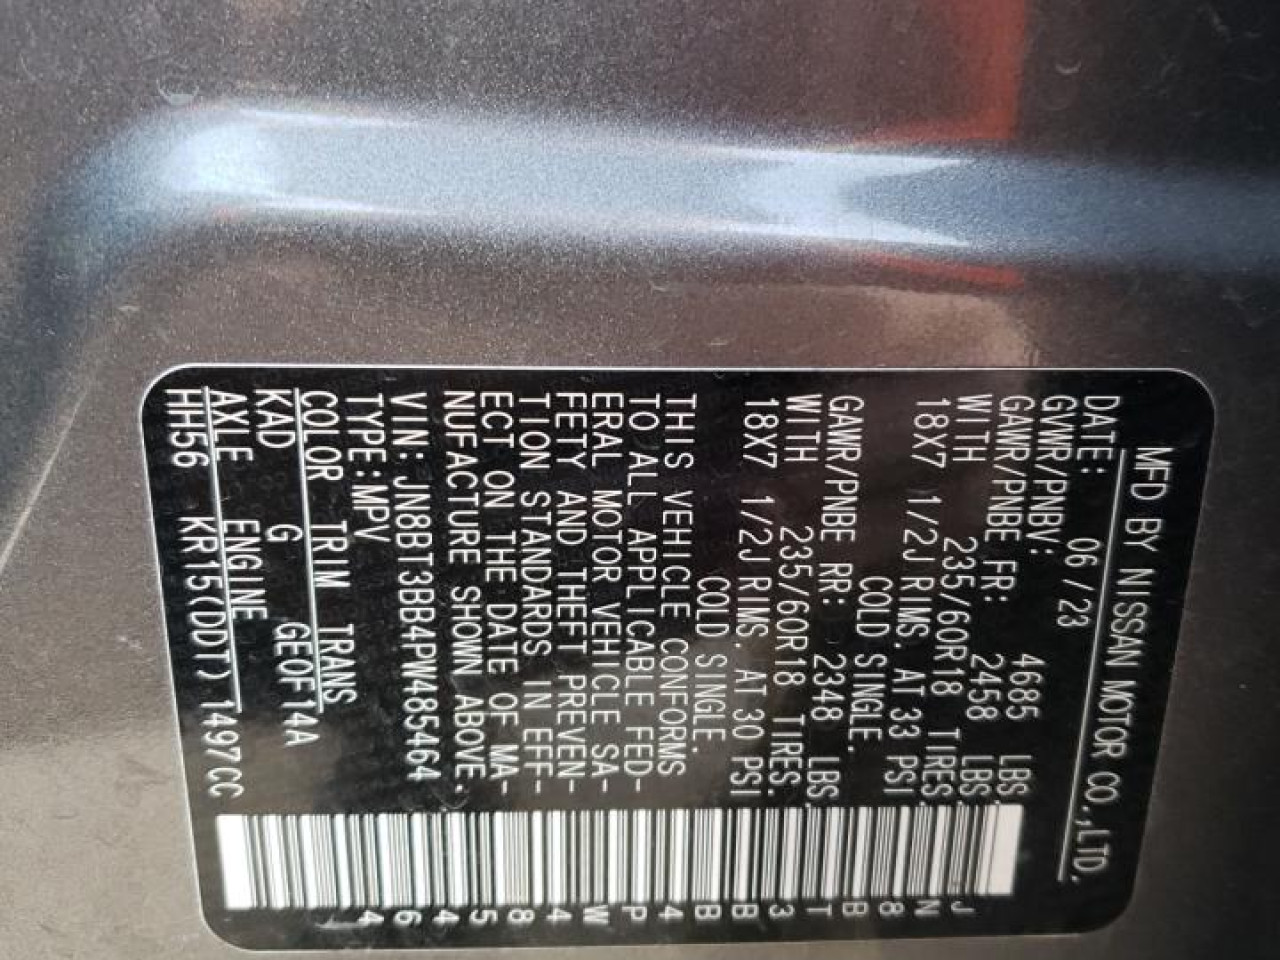 MFD BY NISSAN MOTOR CO.,LTD.
DATE: 06/23
GVWR/PNBV: 4685 LBS
GAWR/PNBE FR: 2458 LBS
WITH 235/60R18 TIRES,
18X7 1/2J RIMS. AT 33 PSI
COLD SINGLE.
GAWR/PNBE RR: 2348 LBS
WITH 235/60R18 TIRES.
18X7 1/2J RIMS. AT 30 PSI
COLD SINGLE.
THIS VEHICLE CONFORMS
TO ALL APPLICABLE FED-
ERAL MOTOR VEHICLE SA-
FETY AND THEFT PREVEN-
TION STANDARDS IN EFF-
ECT ON THE DATE OF MA-
NUFACTURE SHOWN ABOVE.
VIN: JN8BT3BB4PW485464
TYPE:MPV
COLOR TRIM TRANS
KAD G GEOF14A
AXLE ENGINE
HH56 KR15(DDT) 1497CC
JN8BT3BB4PW485464